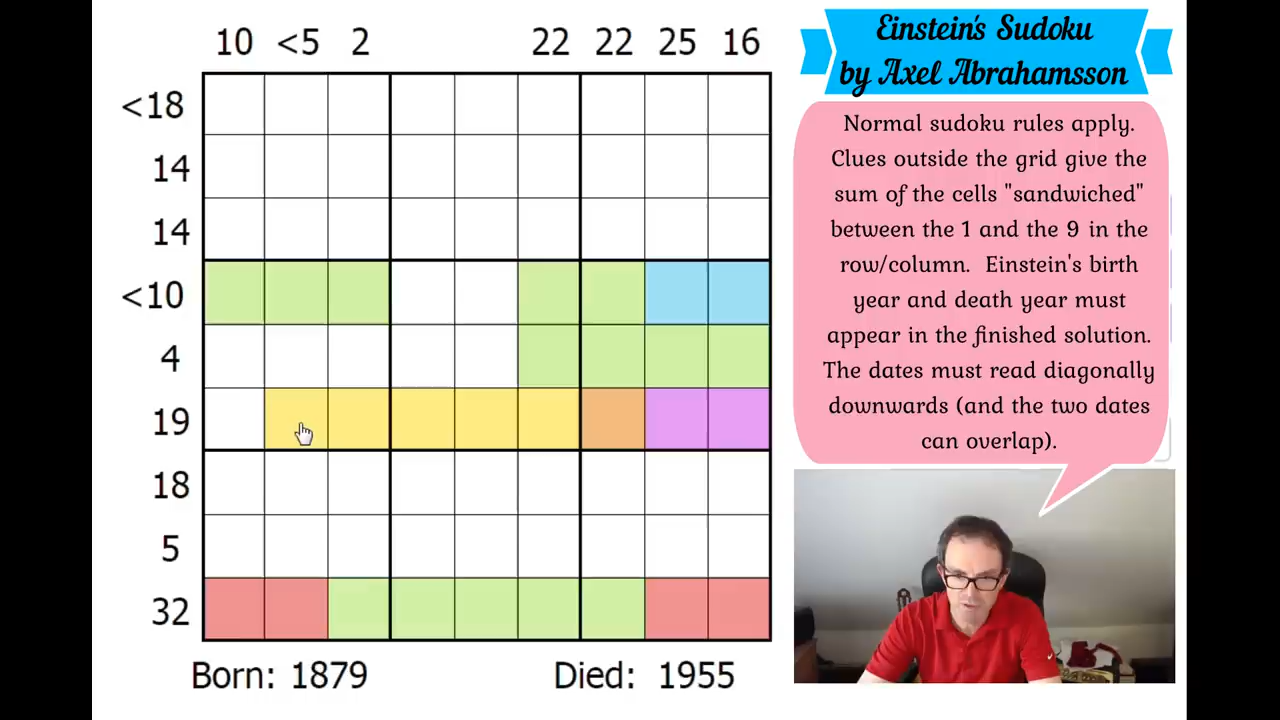 Einstein's Sudoku
by Axel Abrahamsson
10 <5 2 22 22 25 16
<18
14
14
<10
4
19
18
5
32
Born: 1879 Died: 1955
Normal sudoku rules apply.
Clues outside the grid give the
sum of the cells "sandwiched"
between the 1 and the 9 in the
row/column. Einstein's birth
year and death year must
appear in the finished solution.
The dates must read diagonally
downwards (and the two dates
can overlap).